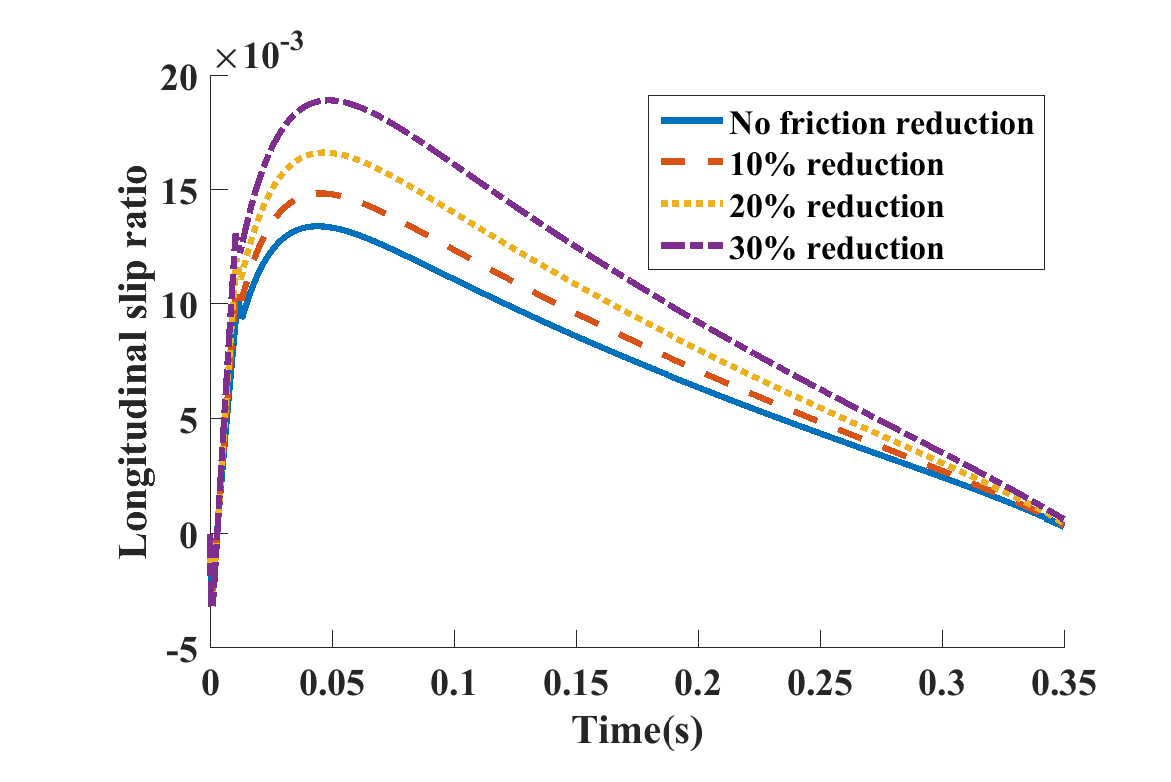 ×10-3
20
15
10
5
0
-5
Longitudinal slip ratio
No friction reduction
10% reduction
20% reduction
30% reduction
0 0.05 0.1 0.15 0.2 0.25 0.3 0.35
Time(s)